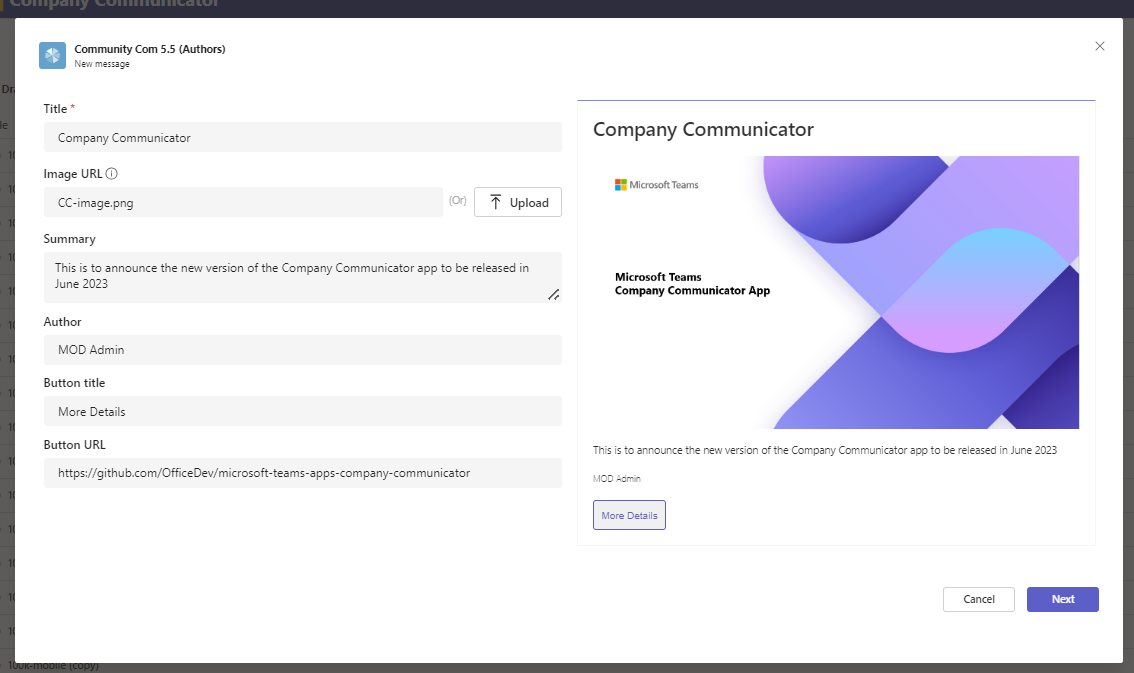 Company Communicator
Community Com 5.5 (Authors)
New message
Title *
Company Communicator
Image URL
CC-image.png
(Or)
Upload
Summary
This is to announce the new version of the Company Communicator app to be released in
June 2023
Author
MOD Admin
Button title
More Details
Button URL
https://github.com/OfficeDev/microsoft-teams-apps-company-communicator
Company Communicator
Microsoft Teams
Microsoft Teams
Company Communicator App
This is to announce the new version of the Company Communicator app to be released in June 2023
MOD Admin
More Details
Cancel
Next
100k-mobile (copy)